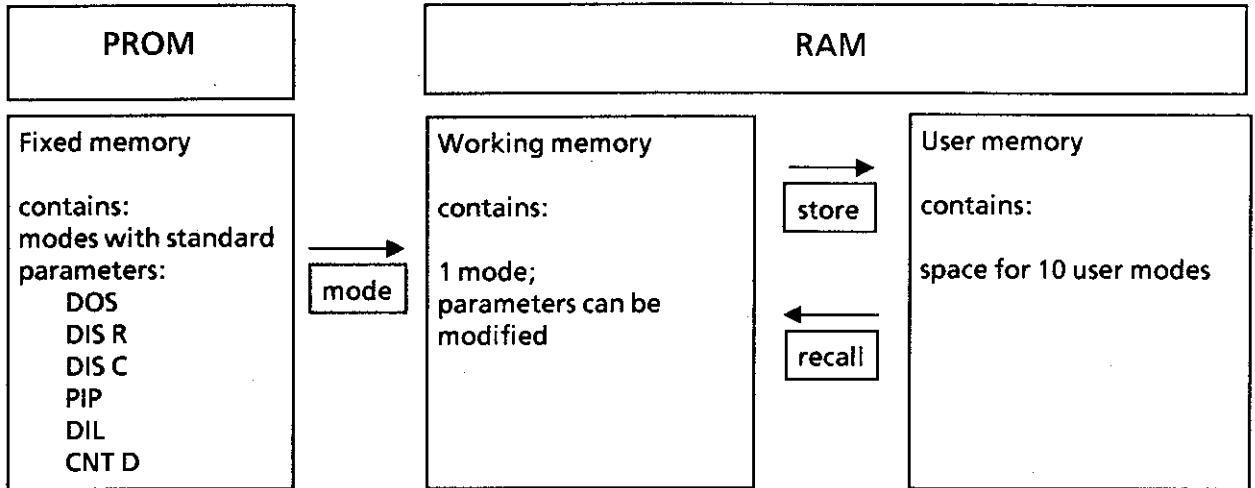 PROM
RAM
Fixed memory
contains:
modes with standard
parameters:
DOS
DIS R
DIS C
PIP
DIL
CNT D
mode
Working memory
contains:
1 mode;
parameters can be
modified
store
recall
User memory
contains:
space for 10 user modes